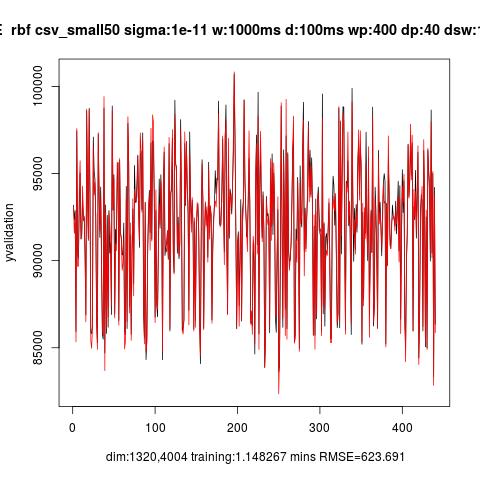 rbf csv_small50 sigma:1e-11 w:1000ms d:100ms wp:400 dp:40
100000
95000
90000
85000
yvalidation
0 100 200 300 400
dim:1320,4004 training:1.148267 mins RMSE=623.691